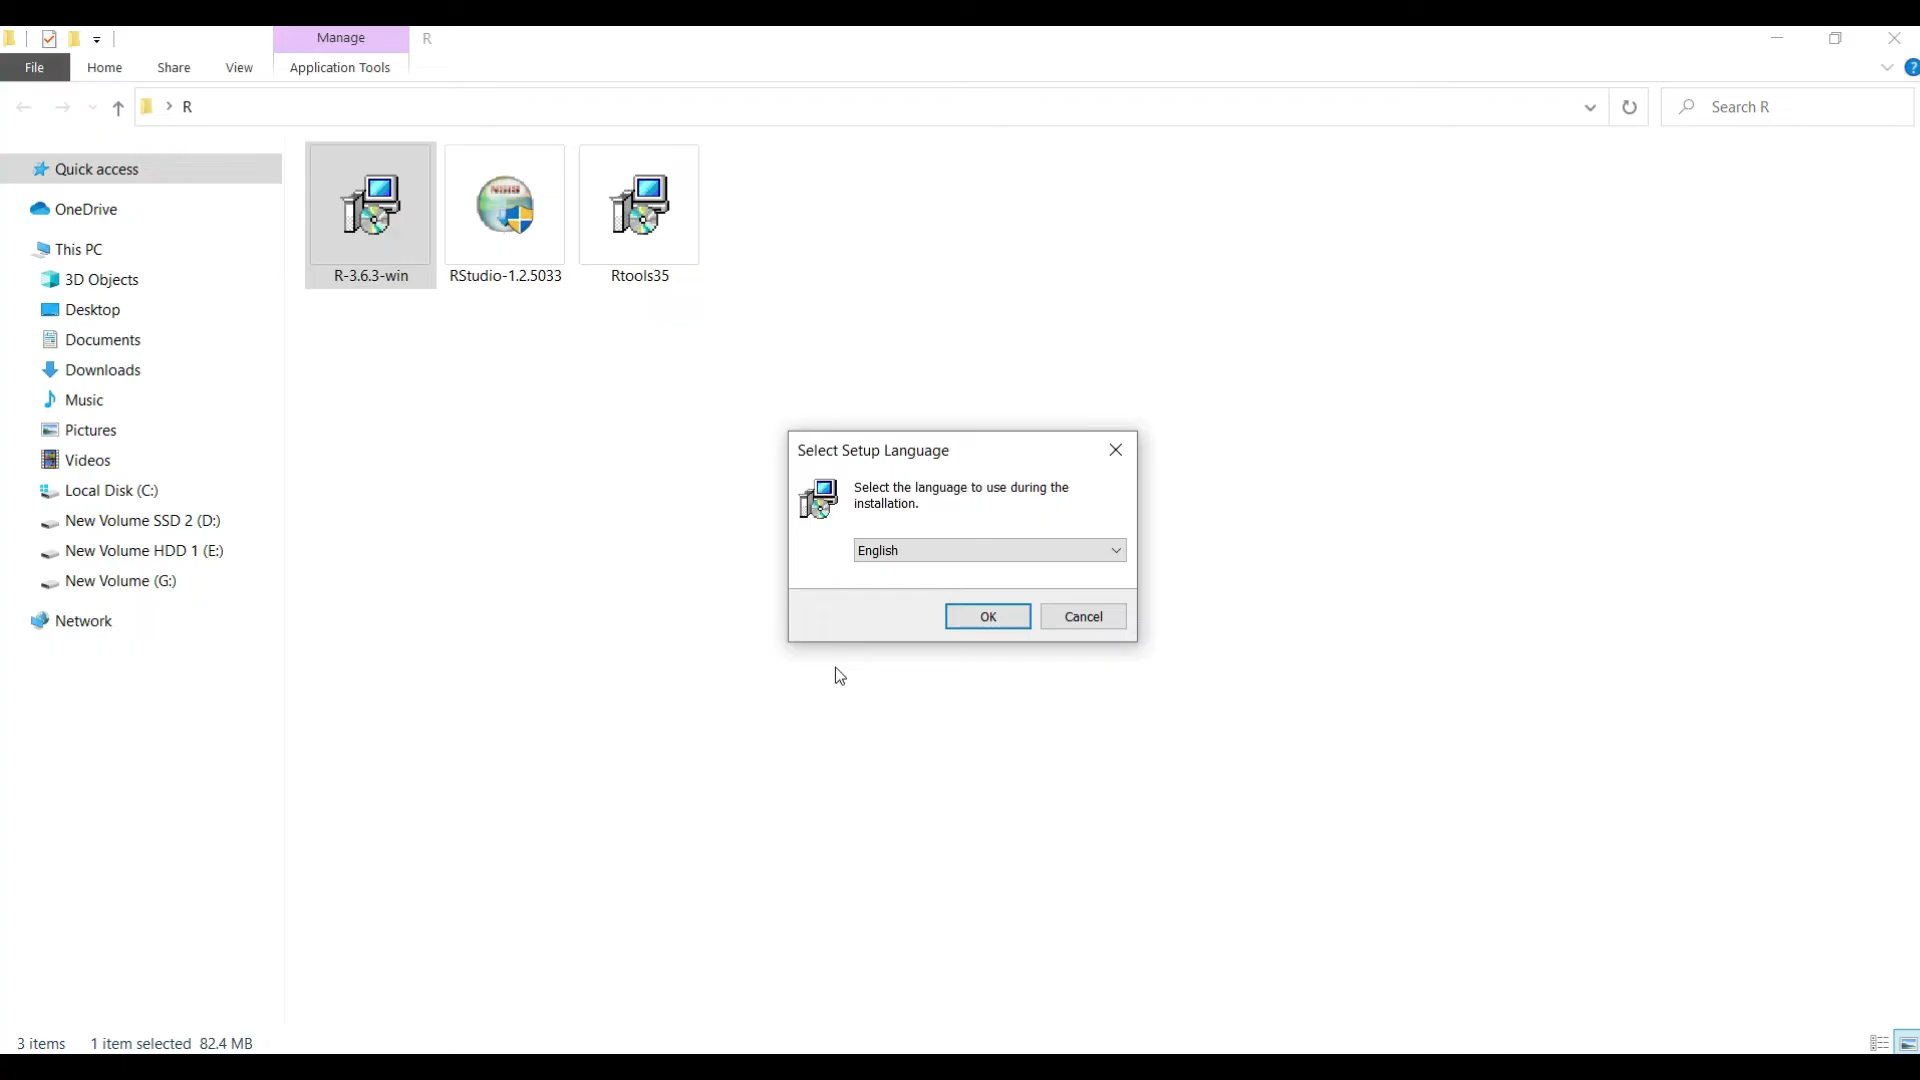 Manage
R
File
Home
Share
View
Application Tools
R
Search R
?
Quick access
OneDrive
This PC
3D Objects
Desktop
Documents
Downloads
Music
Pictures
Videos
Local Disk (C:)
New Volume SSD 2 (D:)
New Volume HDD 1 (E:)
New Volume (G:)
Network
R-3.6.3-win
RStudio-1.2.5033
Rtools35
Select Setup Language
Select the language to use during the
installation.
English
OK
Cancel
3 items
1 item selected 82.4 MB